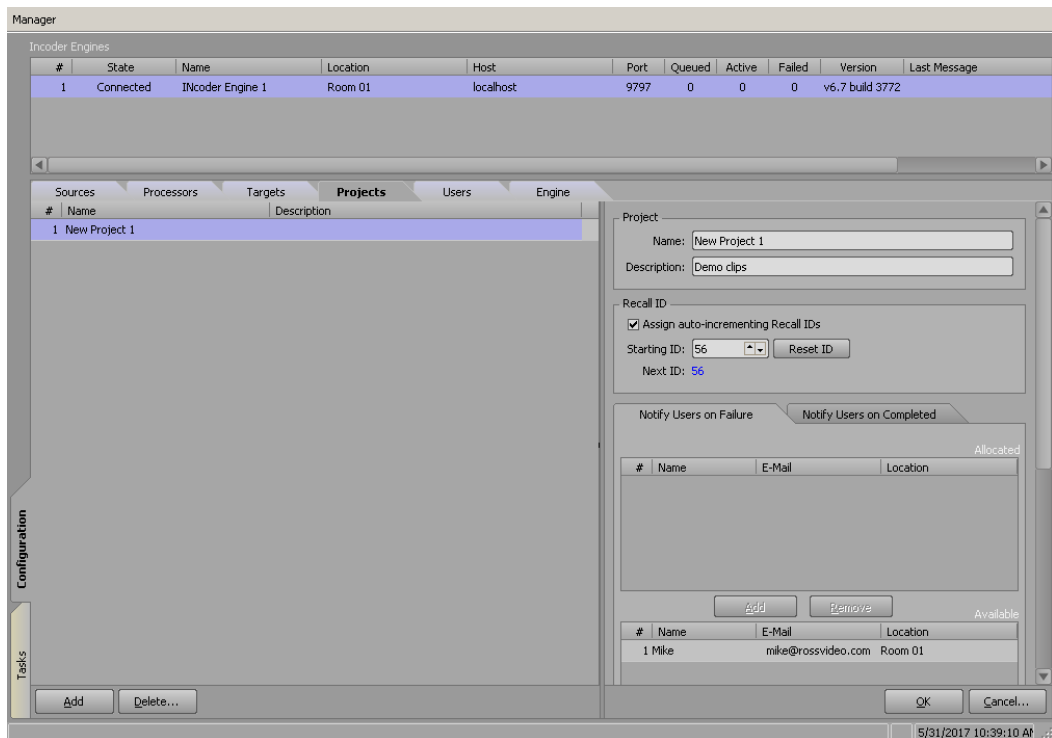 Manager
Incoder Engines
# State Name Location Host Port Queued Active Failed Version Last Message
1 Connected INcoder Engine 1 Room 01 localhost 9797 0 0 0 v6.7 build 3772
Sources Processors Targets Projects Users Engine
# Name Description
1 New Project 1
Project
Name: New Project 1
Description: Demo clips
Recall ID
Assign auto-incrementing Recall IDs
Starting ID: 56 Reset ID
Next ID: 56
Notify Users on Failure Notify Users on Completed
Allocated
# Name E-Mail Location
Add Remove
Available
# Name E-Mail Location
1 Mike mike@rossvideo.com Room 01
Configuration
Tasks
Add Delete... OK Cancel...
5/31/2017 10:39:10 AM